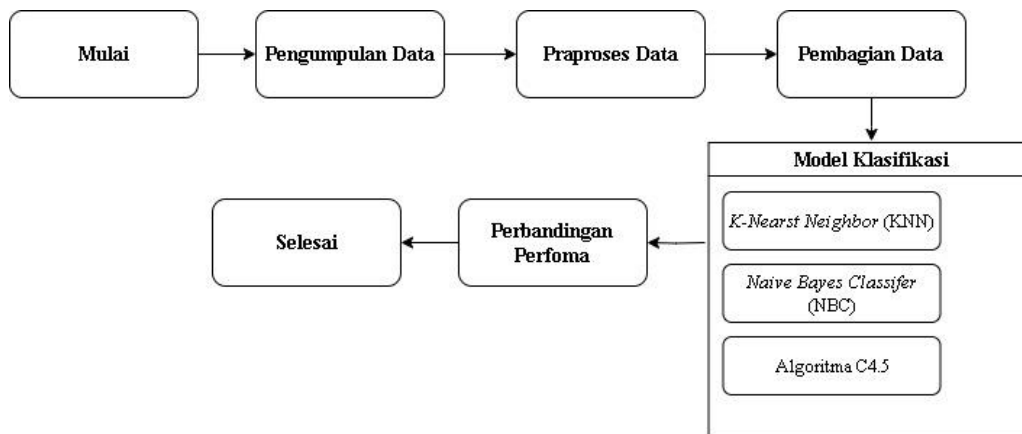 Mulai
Pengumpulan Data
Praproses Data
Pembagian Data
Model Klasifikasi
K-Nearst Neighbor (KNN)
Naive Bayes Classifer
(NBC)
Algoritma C4.5
Perbandingan
Perfoma
Selesai